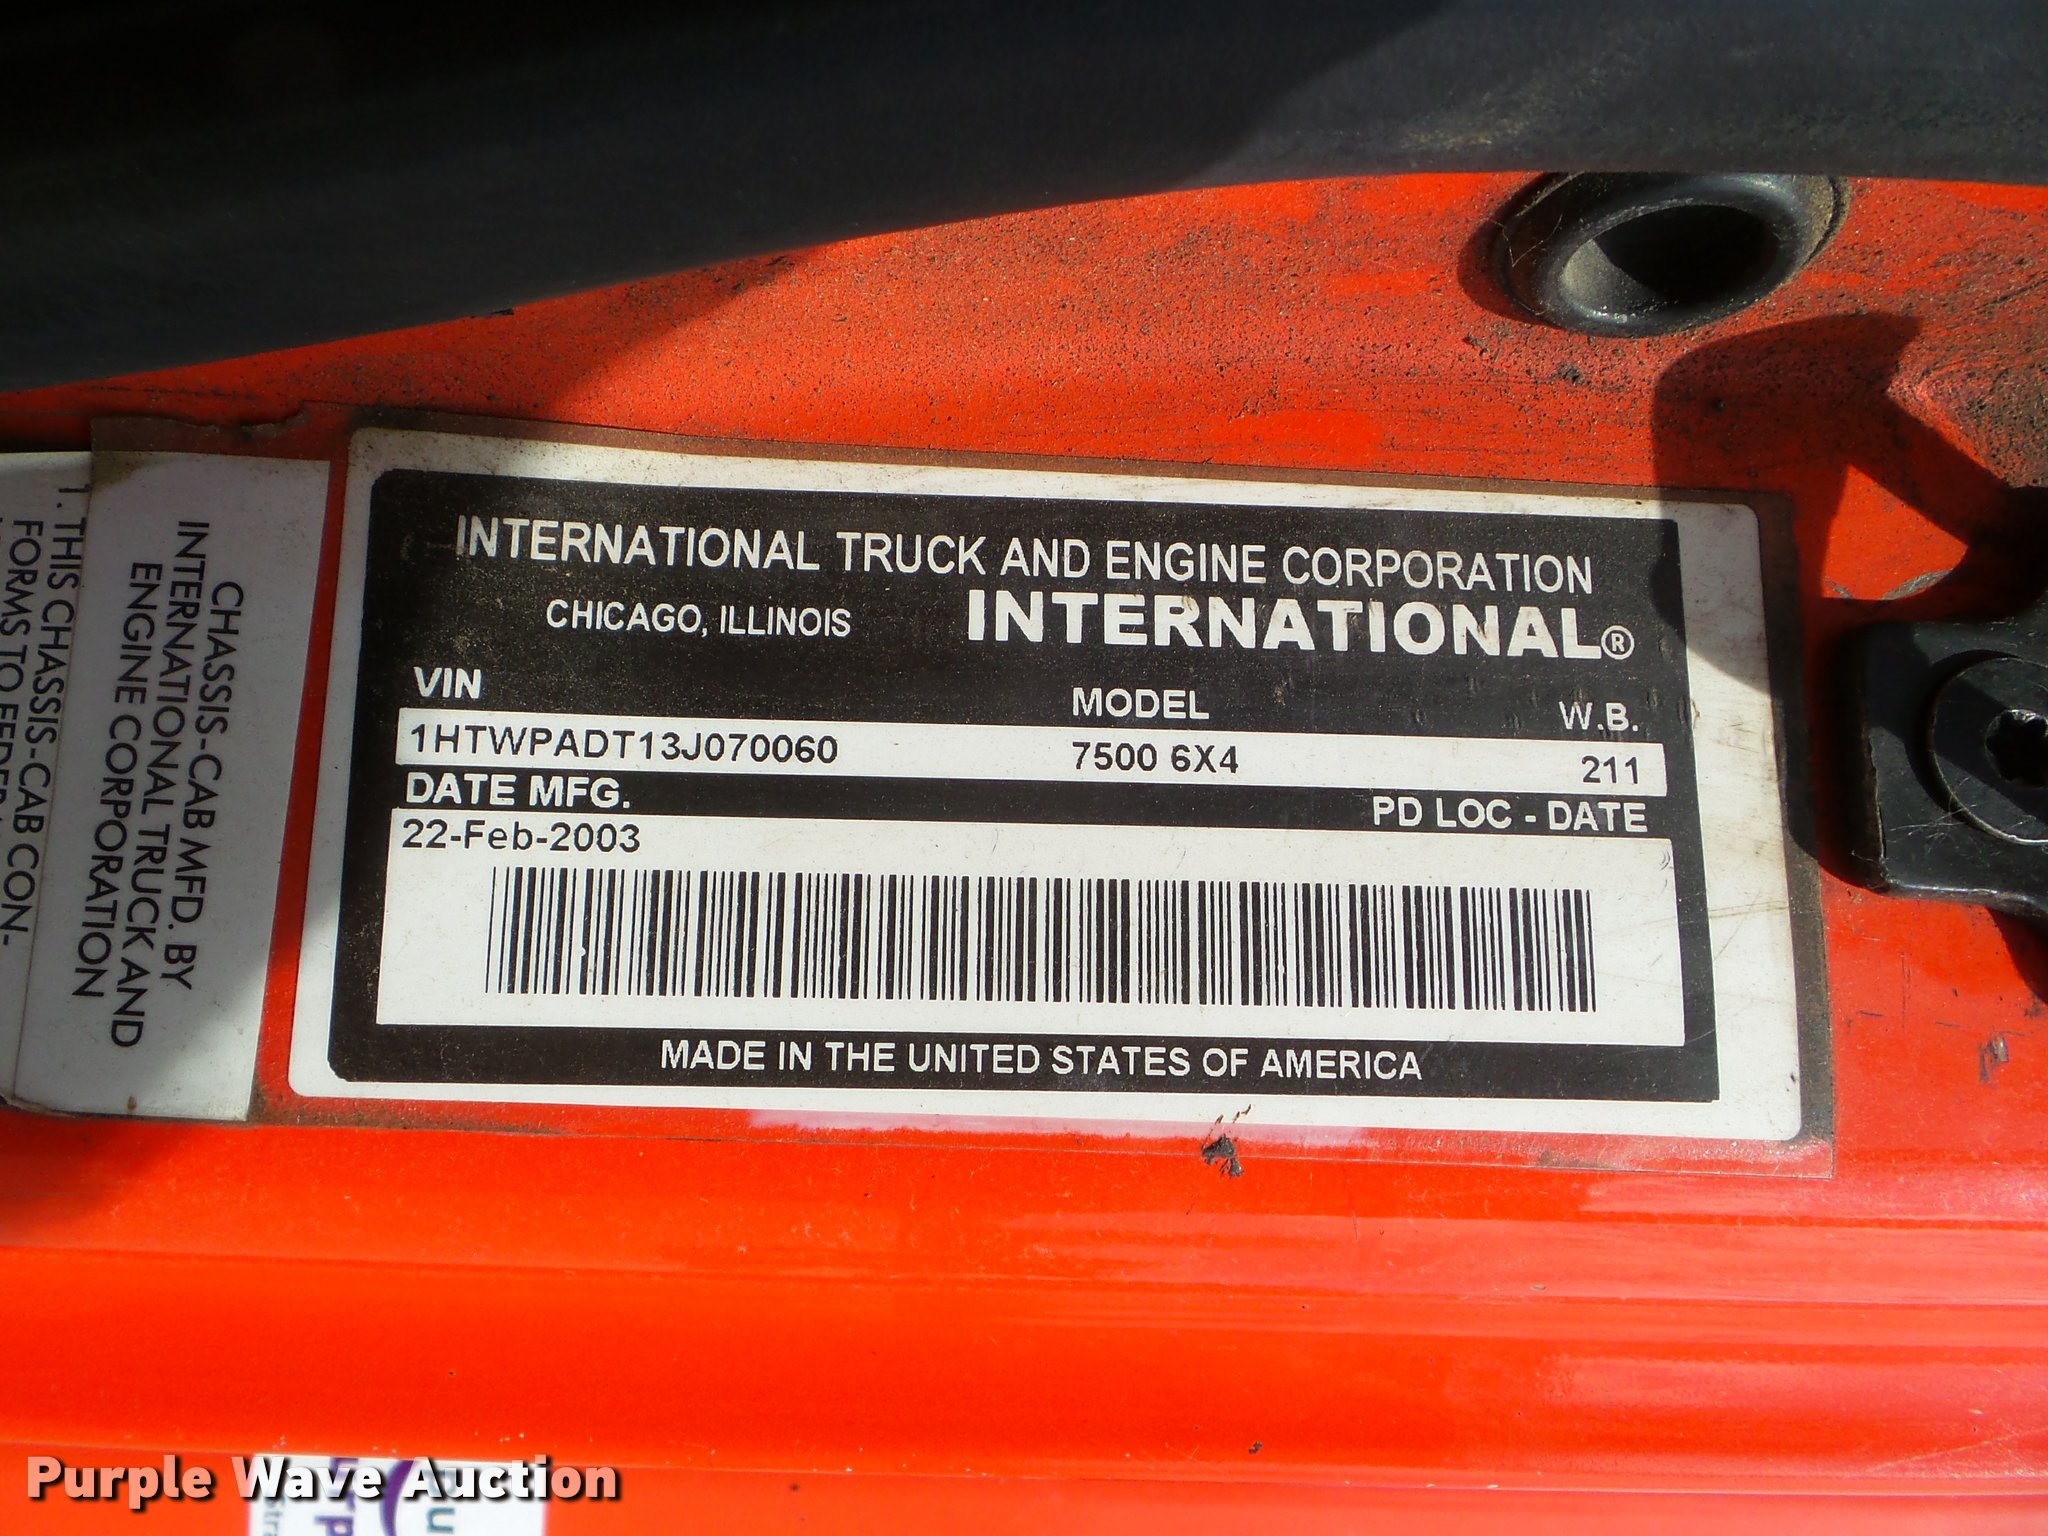 INTERNATIONAL TRUCK AND ENGINE CORPORATION
CHICAGO, ILLINOIS INTERNATIONAL®
VIN MODEL W.B.
1HTWPADT13J070060 7500 6X4 211
DATE MFG. PD LOC - DATE
22-Feb-2003
MADE IN THE UNITED STATES OF AMERICA
CHASSIS-CAB MFD. BY
INTERNATIONAL TRUCK AND
ENGINE CORPORATION
1. THIS CHASSIS-CAB CON-
FORMS TO
Purple Wave Auction